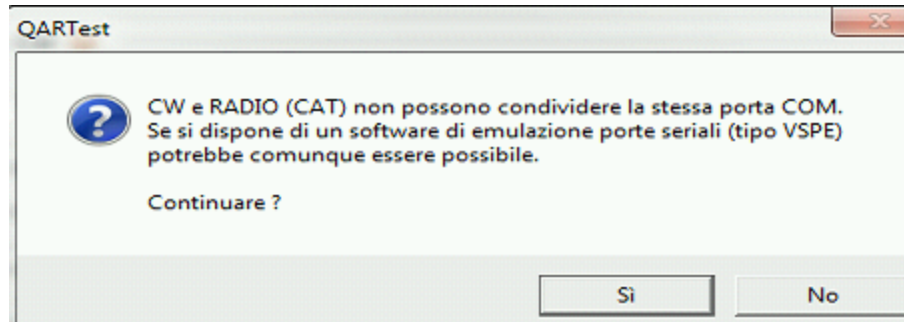 QARTest
CW e RADIO (CAT) non possono condividere la stessa porta COM.
Se si dispone di un software di emulazione porte seriali (tipo VSPE)
potrebbe comunque essere possibile.
Continuare ?
Sì
No